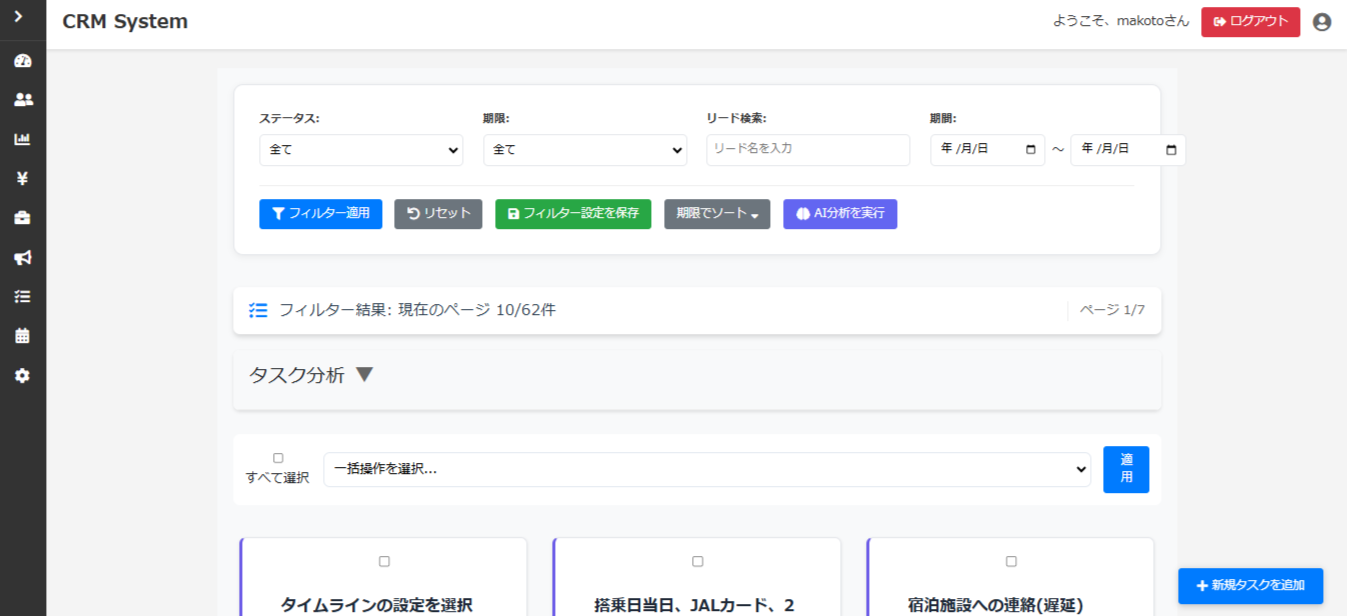 CRM System
ようこそ、makotoさん
ログアウト
ステータス:
期限:
リード検索:
期間:
全て
全て
リード名を入力
年 /月/日
～
年 /月/日
フィルター適用
リセット
フィルター設定を保存
期限でソート
AI分析を実行
フィルター結果: 現在のページ 10/62件
ページ 1/7
タスク分析 ▼
すべて選択
一括操作を選択...
適
用
タイムラインの設定を選択
搭乗日当日、JALカード、2
宿泊施設への連絡(遅延)
+ 新規タスクを追加